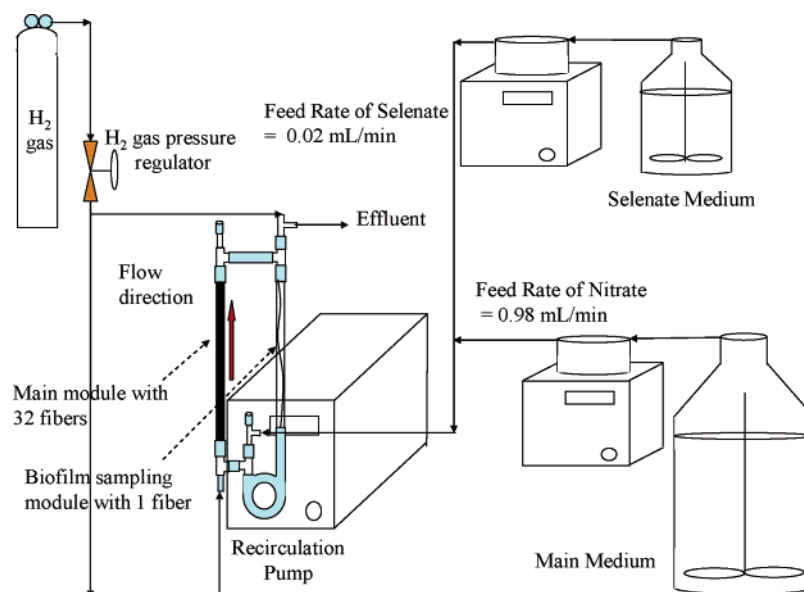 H2
gas
H2 gas pressure
regulator
Feed Rate of Selenate
= 0.02 mL/min
Selenate Medium
Effluent
Flow
direction
Feed Rate of Nitrate
= 0.98 mL/min
Main module with
32 fibers
Biofilm sampling
module with 1 fiber
Recirculation
Pump
Main Medium